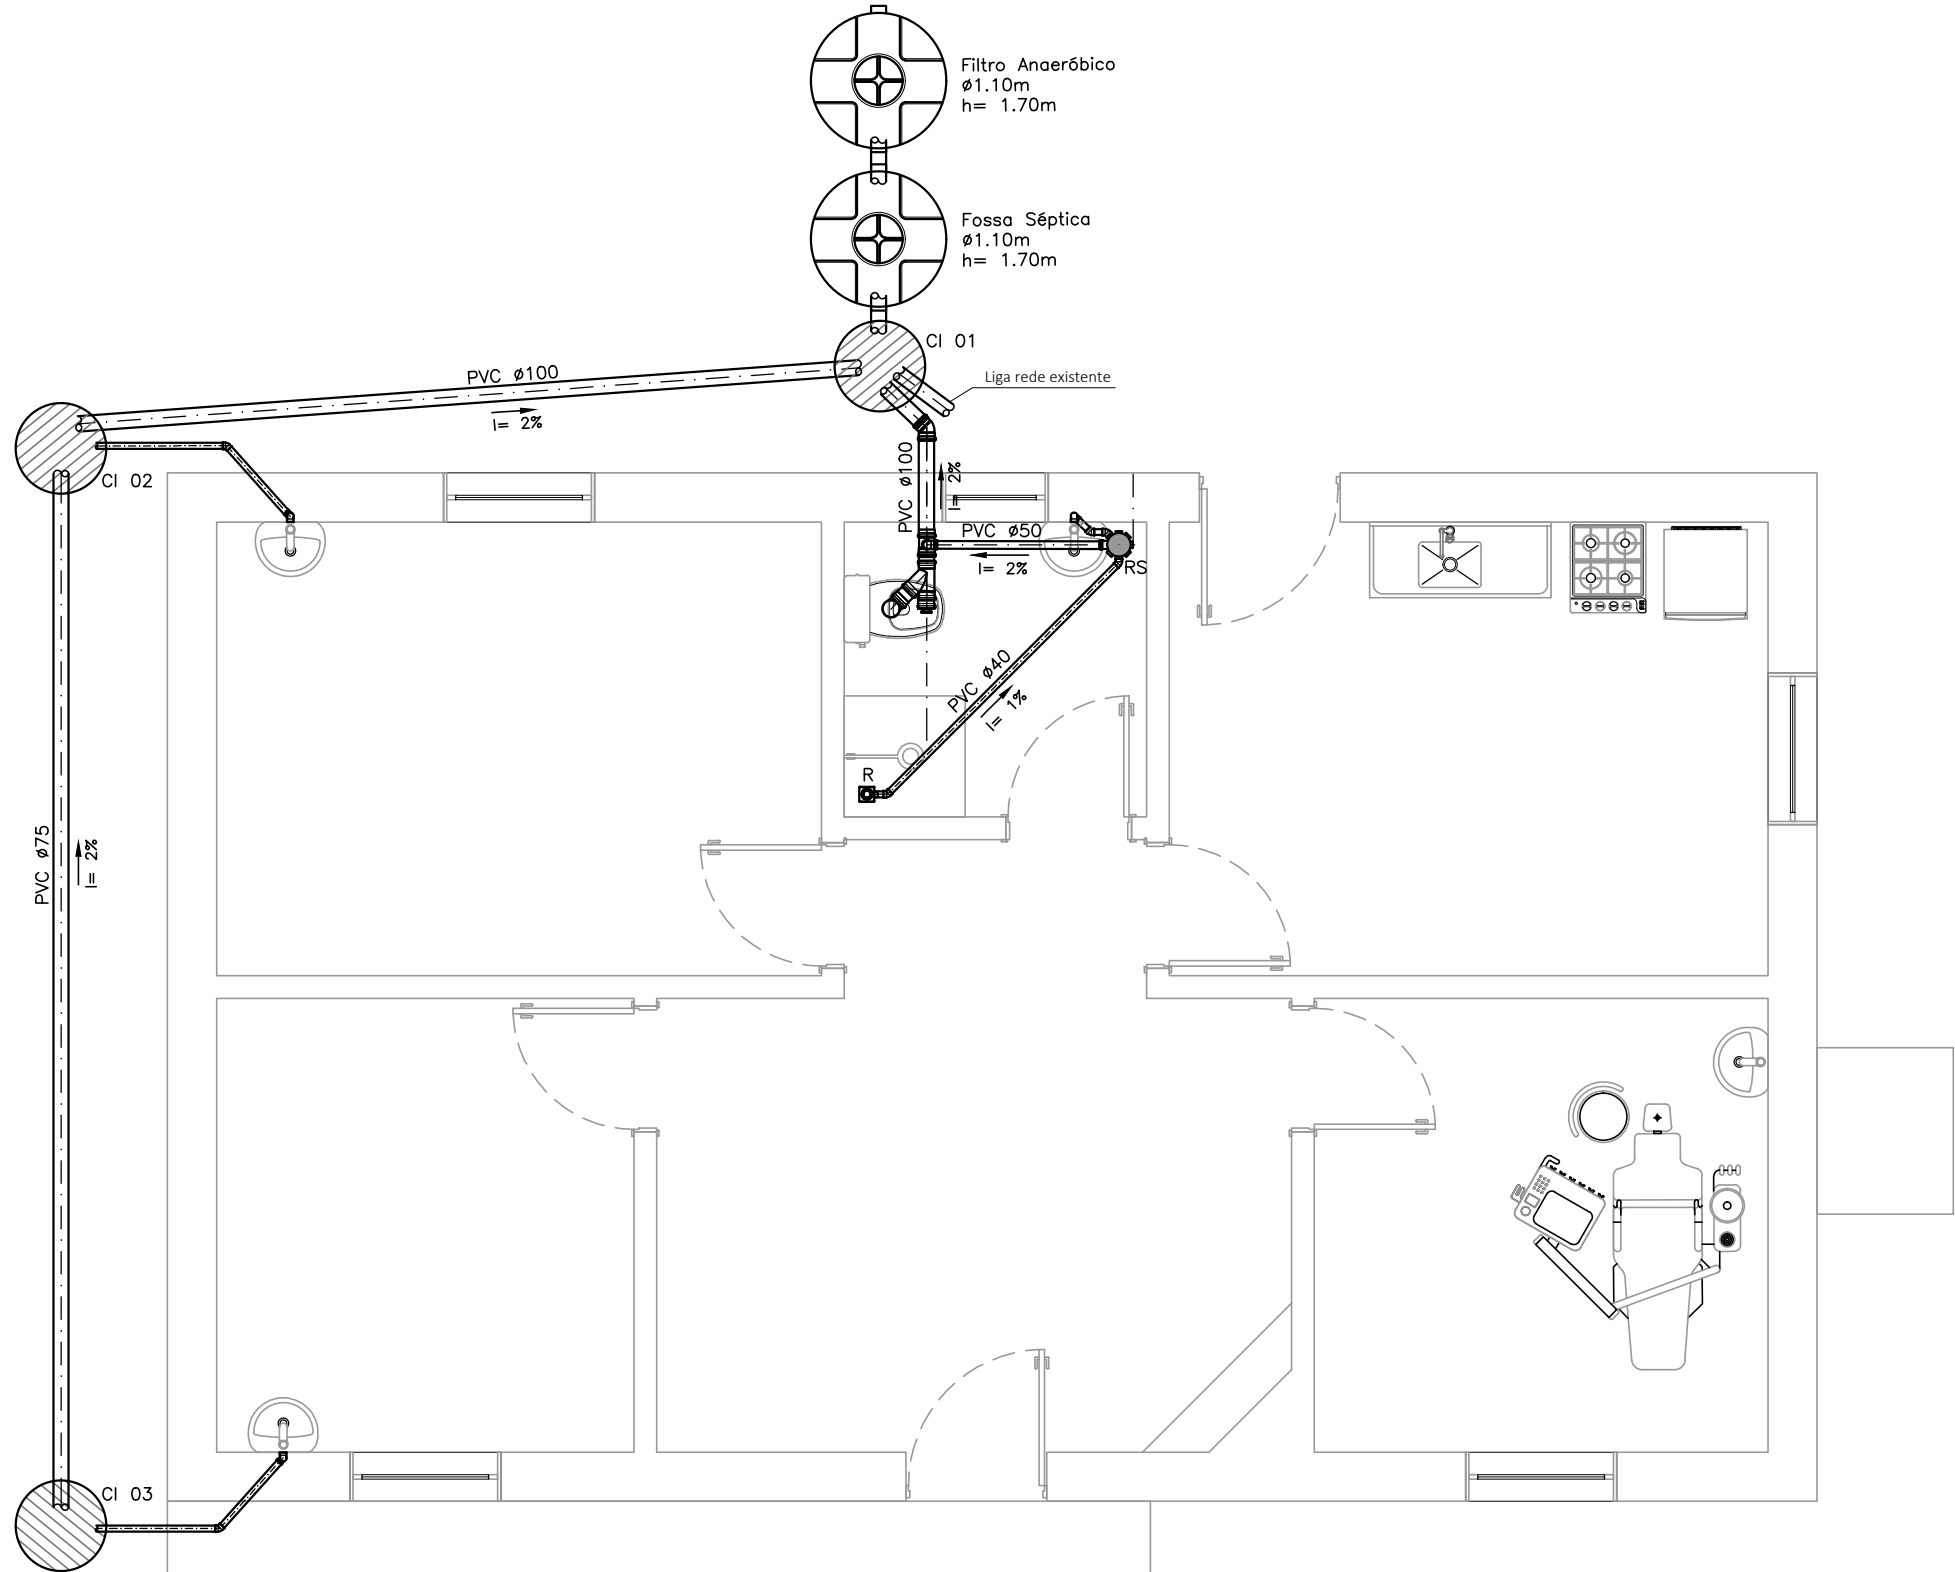 Filtro Anaeróbico
ø1.10m
h= 1.70m
Fossa Séptica
ø1.10m
h= 1.70m
CI 01
Liga rede existente
PVC ø100
I= 2%
CI 02
PVC ø100
I= 2%
PVC ø50
I= 2%
RS
PVC ø40
I= 1%
R
PVC ø75
I= 2%
CI 03